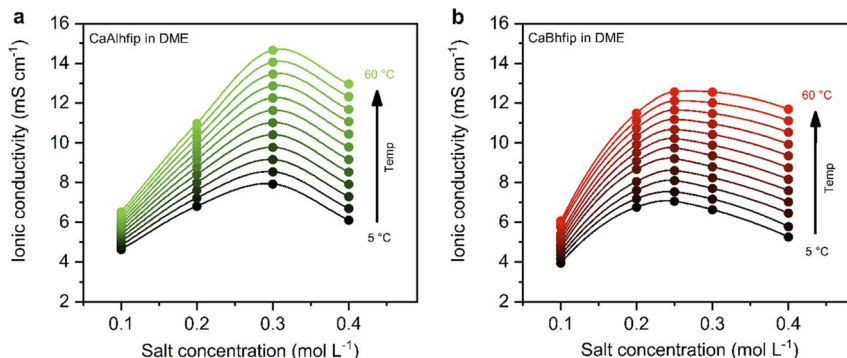 a
CaAlhfip in DME
Ionic conductivity (mS cm⁻¹)
16
14
12
10
8
6
4
2
60 °C
Temp
5 °C
0.1 0.2 0.3 0.4
Salt concentration (mol L⁻¹)
b
CaBhfip in DME
Ionic conductivity (mS cm⁻¹)
16
14
12
10
8
6
4
2
60 °C
Temp
5 °C
0.1 0.2 0.3 0.4
Salt concentration (mol L⁻¹)